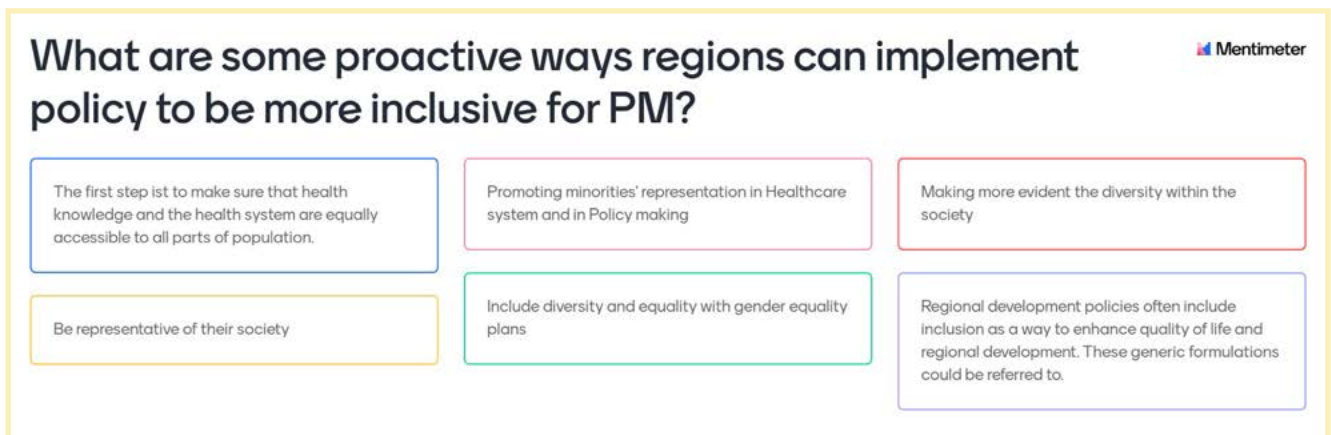 What are some proactive ways regions can implement
policy to be more inclusive for PM?
Mentimeter
The first step ist to make sure that health
knowledge and the health system are equally
accessible to all parts of population.
Promoting minorities' representation in Healthcare
system and in Policy making
Making more evident the diversity within the
society
Be representative of their society
Include diversity and equality with gender equality
plans
Regional development policies often include
inclusion as a way to enhance quality of life and
regional development. These generic formulations
could be referred to.